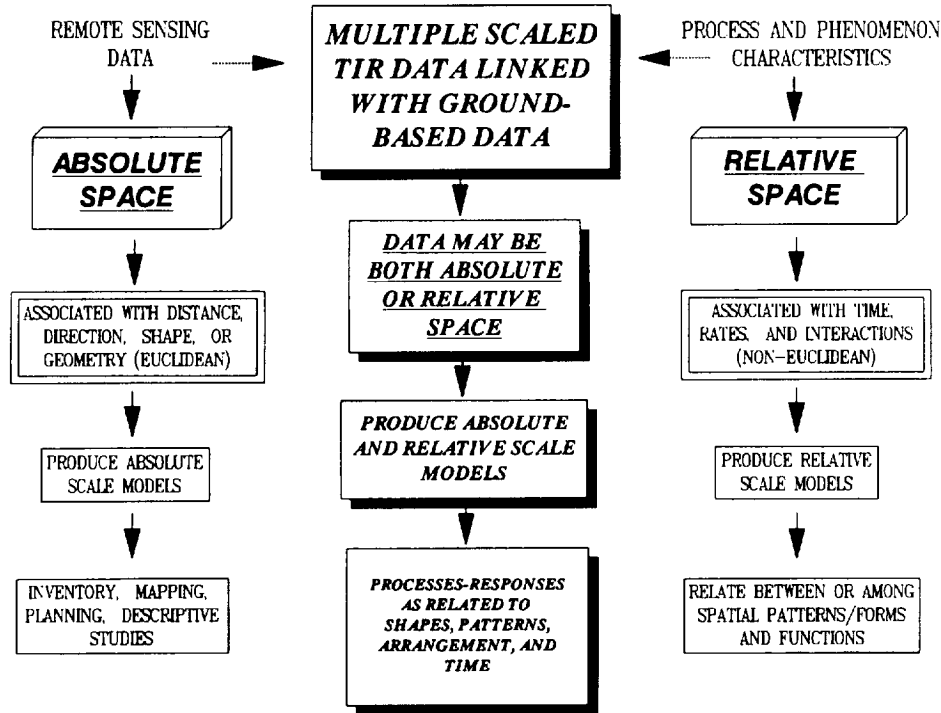 REMOTE SENSING
DATA
ABSOLUTE
SPACE
ASSOCIATED WITH DISTANCE,
DIRECTION, SHAPE, OR
GEOMETRY (EUCLIDEAN)
PRODUCE ABSOLUTE
SCALE MODELS
INVENTORY, MAPPING,
PLANNING, DESCRIPTIVE
STUDIES
MULTIPLE SCALED
TIR DATA LINKED
WITH GROUND-
BASED DATA
DATA MAY BE
BOTH ABSOLUTE
OR RELATIVE
SPACE
PRODUCE ABSOLUTE
AND RELATIVE SCALE
MODELS
PROCESSES-RESPONSES
AS RELATED TO
SHAPES, PATTERNS,
ARRANGEMENT, AND
TIME
PROCESS AND PHENOMENON
CHARACTERISTICS
RELATIVE
SPACE
ASSOCIATED WITH TIME,
RATES, AND INTERACTIONS
(NON-EUCLIDEAN)
PRODUCE RELATIVE
SCALE MODELS
RELATE BETWEEN OR AMONG
SPATIAL PATTERNS/FORMS
AND FUNCTIONS